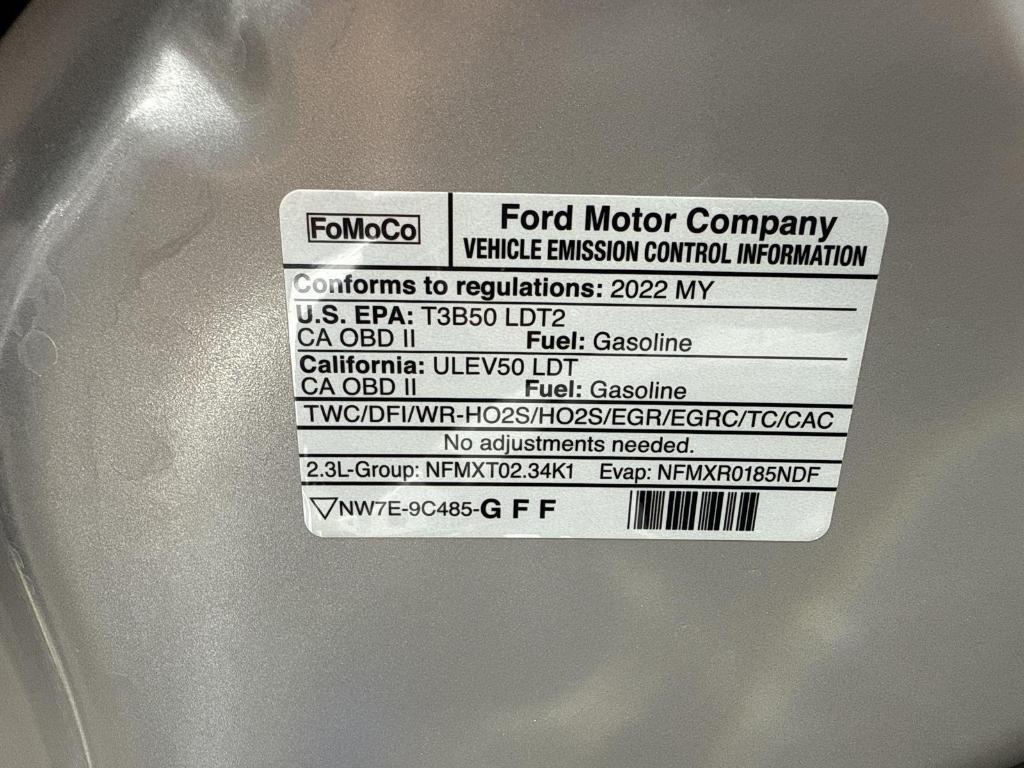 FoMoCo
Ford Motor Company
VEHICLE EMISSION CONTROL INFORMATION
Conforms to regulations: 2022 MY
U.S. EPA: T3B50 LDT2
CA OBD II Fuel: Gasoline
California: ULEV50 LDT
CA OBD II Fuel: Gasoline
TWC/DFI/WR-HO2S/HO2S/EGR/EGRC/TC/CAC
No adjustments needed.
2.3L-Group: NFMXT02.34K1 Evap: NFMXR0185NDF
NW7E-9C485-G F F